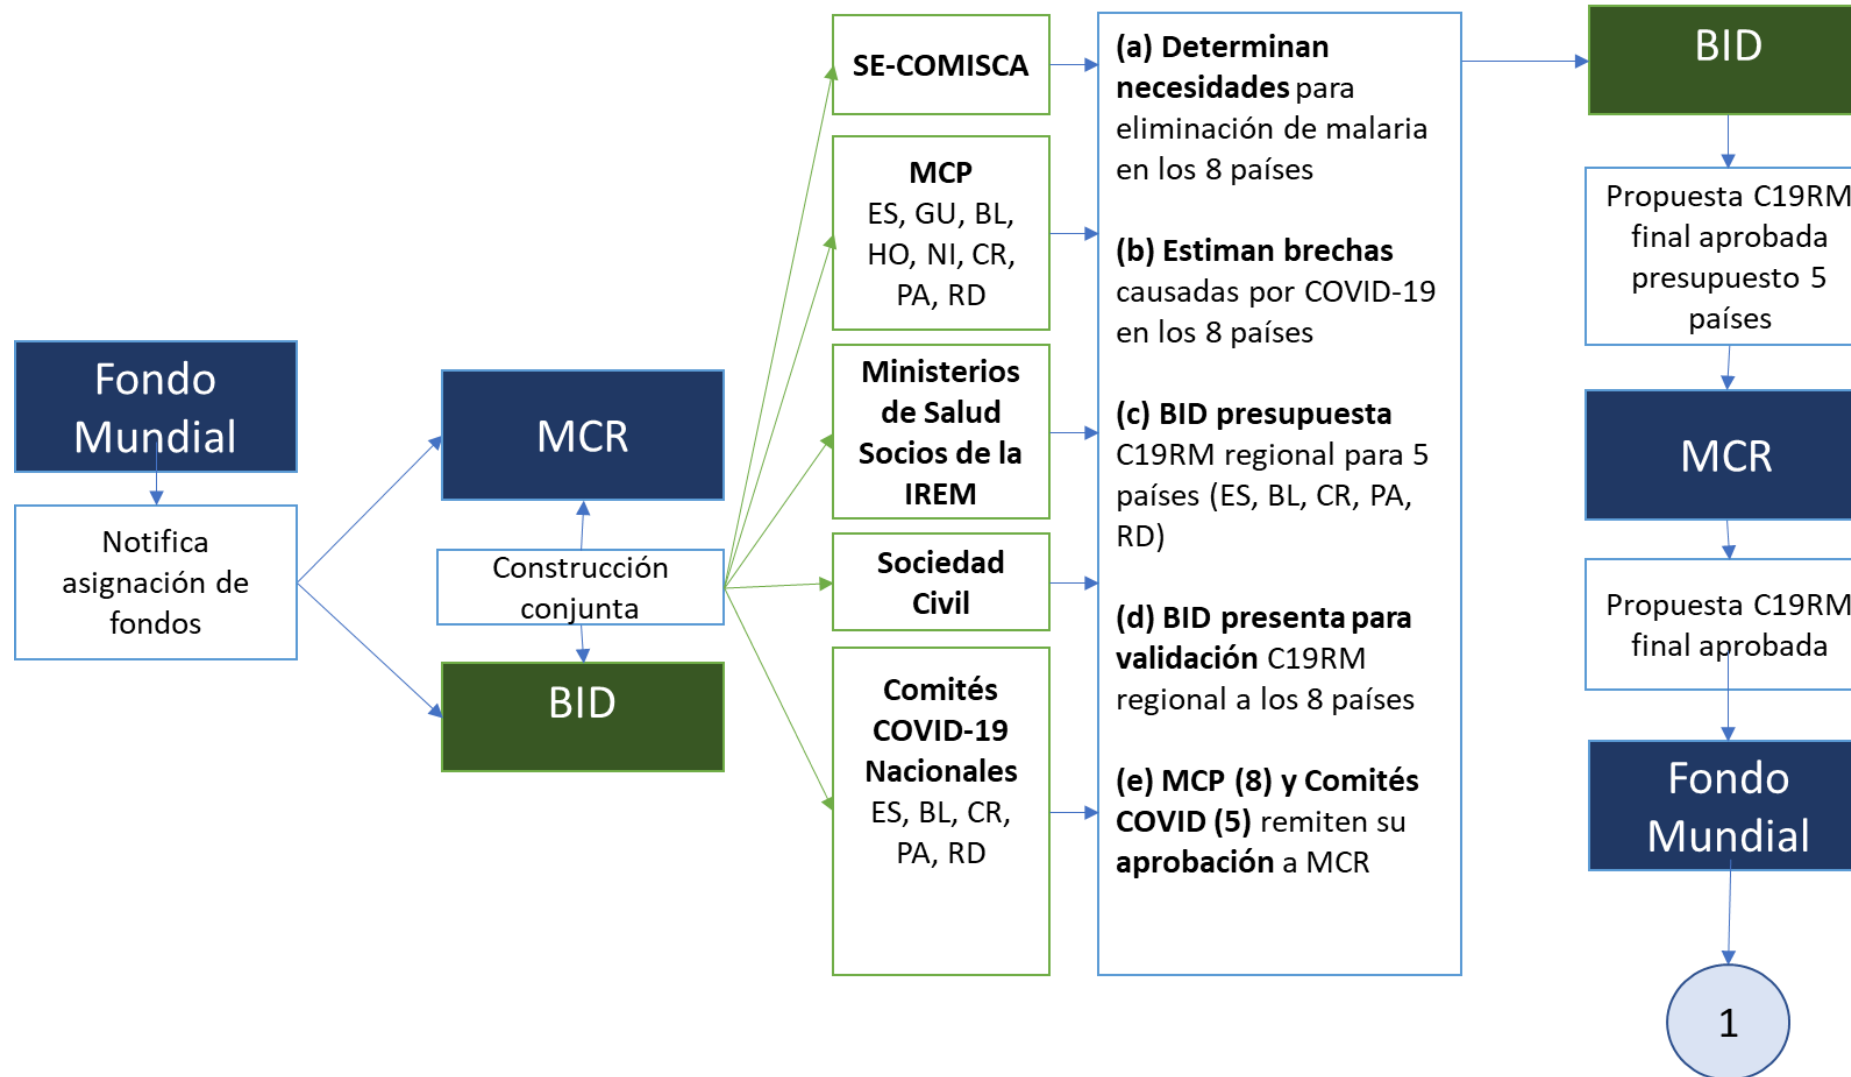 Fondo
Mundial
Notifica
asignación de
fondos
MCR
Construcción
conjunta
BID
SE-COMISCA
MCP
ES, GU, BL,
HO, NI, CR,
PA, RD
Ministerios
de Salud
Socios de la
IREM
Sociedad
Civil
Comités
COVID-19
Nacionales
ES, BL, CR,
PA, RD
(a) Determinan
necesidades para
eliminación de malaria
en los 8 países
(b) Estiman brechas
causadas por COVID-19
en los 8 países
(c) BID presupuesta
C19RM regional para 5
países (ES, BL, CR, PA,
RD)
(d) BID presenta para
validación C19RM
regional a los 8 países
(e) MCP (8) y Comités
COVID (5) remiten su
aprobación a MCR
BID
Propuesta C19RM
final aprobada
presupuesto 5
países
MCR
Propuesta C19RM
final aprobada
Fondo
Mundial
1